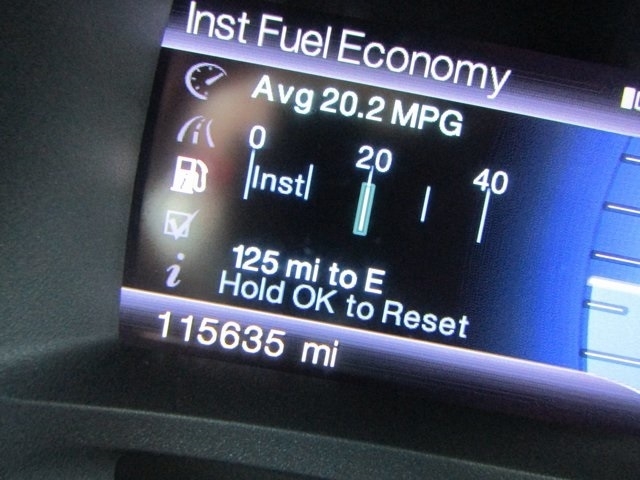 Inst Fuel Economy
Avg 20.2 MPG
0 20 40
Inst
125 mi to E
Hold OK to Reset
115635 mi